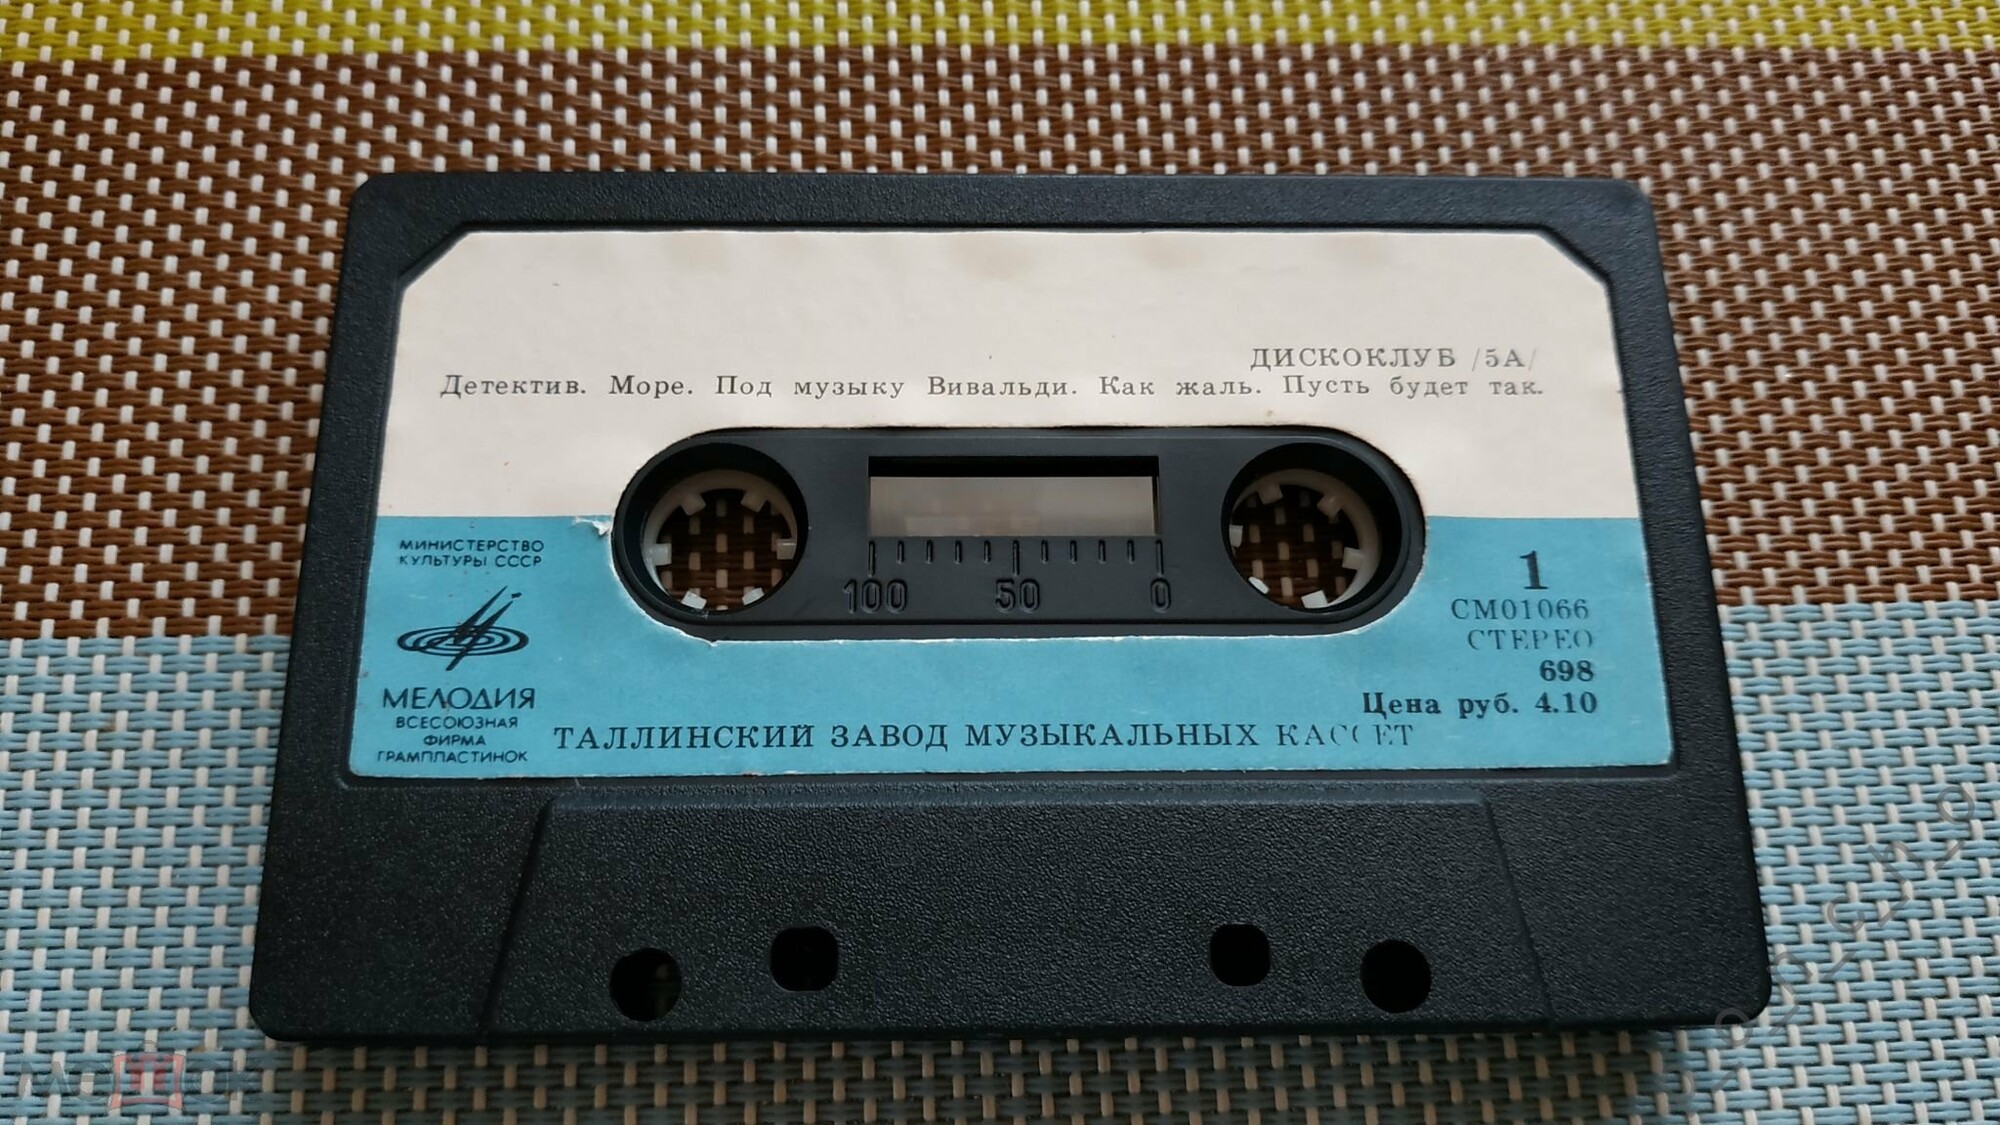 ДИСКОКЛУБ /5А/
Детектив. Море. Под музыку Вивальди. Как жаль. Пусть будет так.
100 50 0
МИНИСТЕРСТВО
КУЛЬТУРЫ СССР
МЕЛОДИЯ
ВСЕСОЮЗНАЯ
ФИРМА
ГРАМПЛАСТИНОК
1
СМ01066
СТЕРЕО
698
Цена руб. 4.10
ТАЛЛИНСКИЙ ЗАВОД МУЗЫКАЛЬНЫХ КАССЕТ